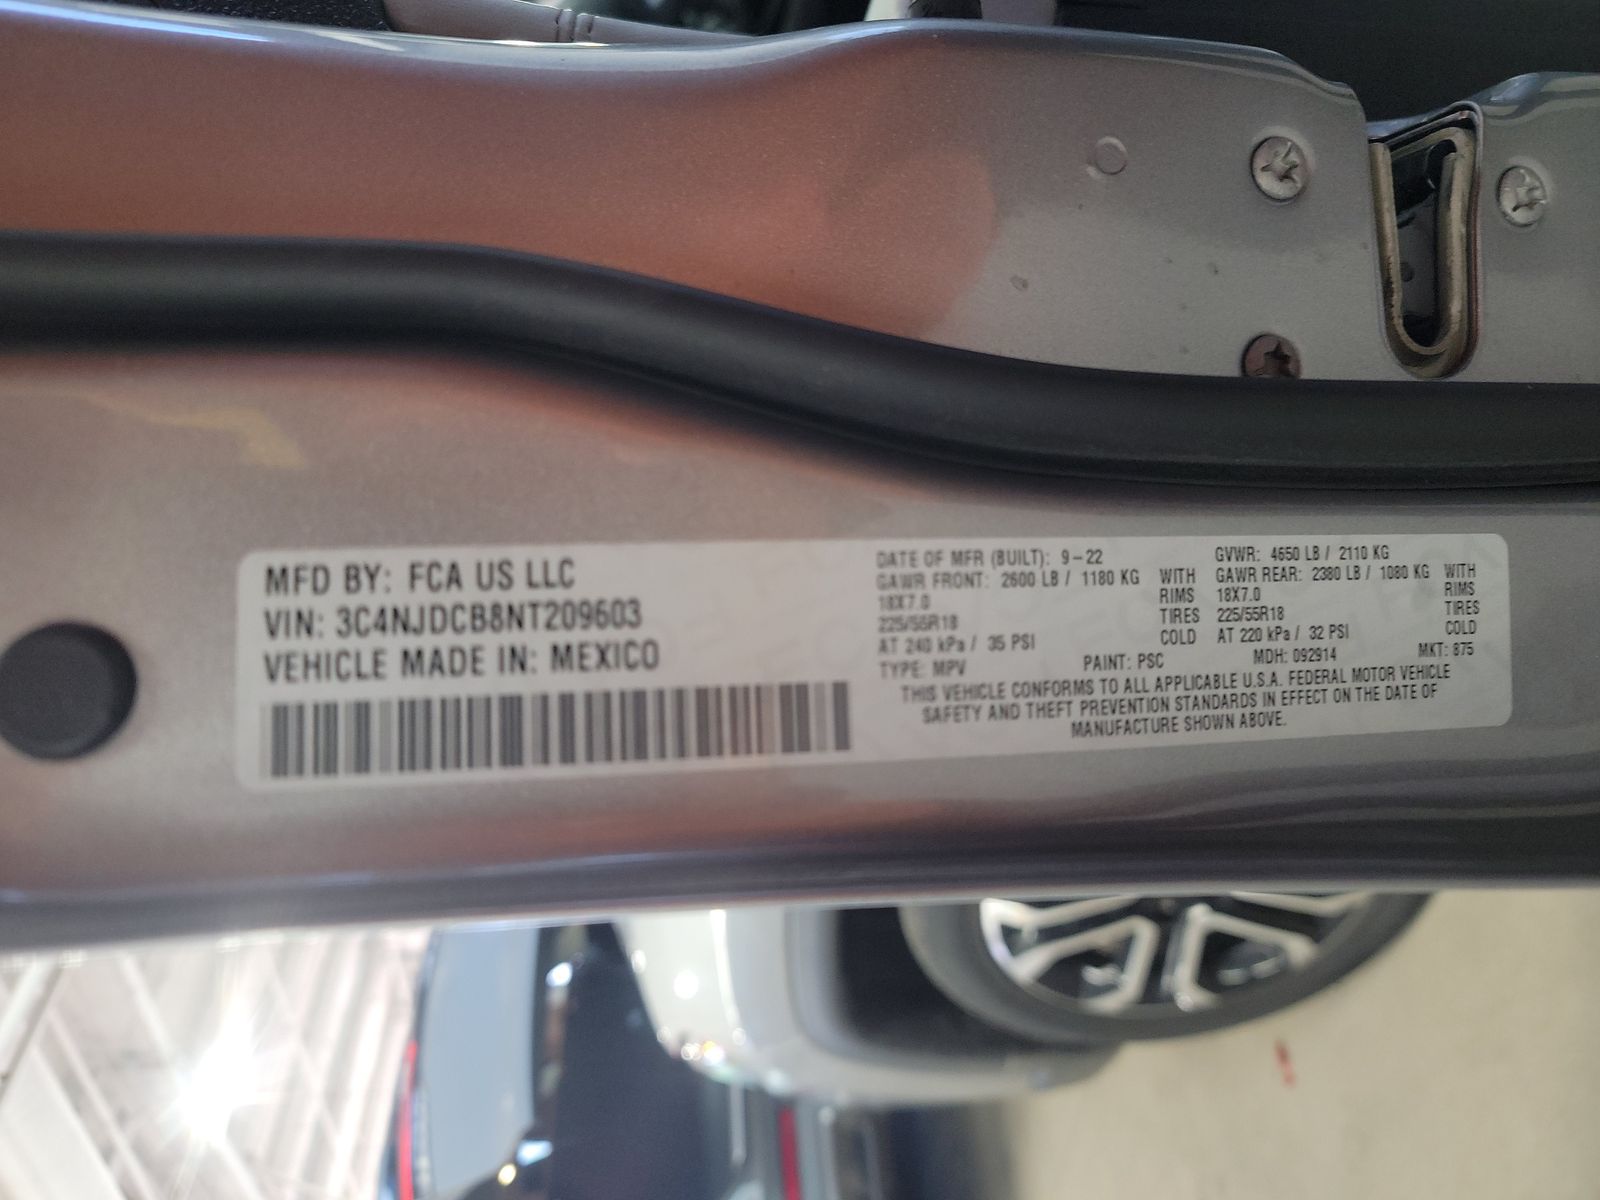 MFD BY: FCA US LLC
VIN: 3C4NJDCB8NT209603
VEHICLE MADE IN: MEXICO
DATE OF MFR (BUILT): 9-22 GVWR: 4650 LB / 2110 KG
GAWR FRONT: 2600 LB / 1180 KG WITH GAWR REAR: 2380 LB / 1080 KG WITH
18X7.0 RIMS 18X7.0 RIMS
225/55R18 TIRES 225/55R18 TIRES
AT 240 kPa / 35 PSI COLD AT 220 kPa / 32 PSI COLD
TYPE: MPV PAINT: PSC MDH: 092914 MKT: 875
THIS VEHICLE CONFORMS TO ALL APPLICABLE U.S.A. FEDERAL MOTOR VEHICLE
SAFETY AND THEFT PREVENTION STANDARDS IN EFFECT ON THE DATE OF
MANUFACTURE SHOWN ABOVE.